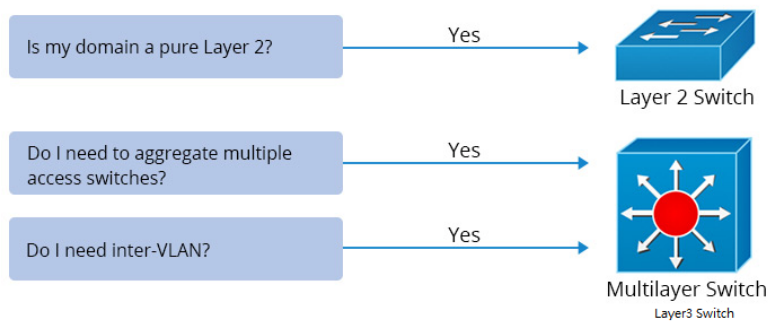 Is my domain a pure Layer 2?
Yes
Layer 2 Switch
Do I need to aggregate multiple
access switches?
Yes
Do I need inter-VLAN?
Yes
Multilayer Switch
Layer3 Switch